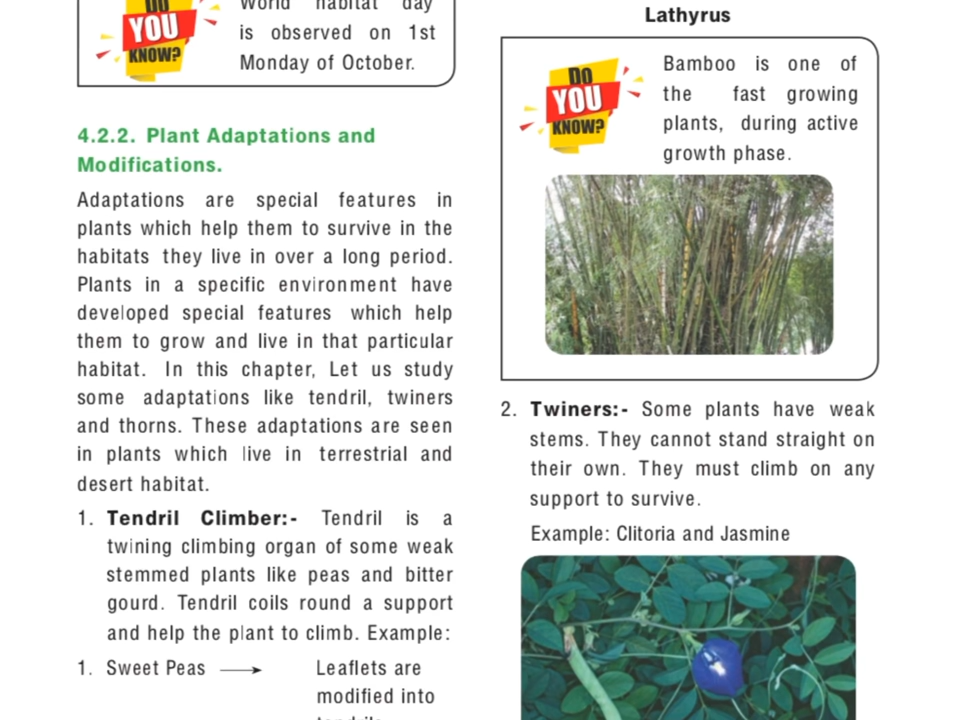 DO
YOU
KNOW?
World habitat day
is observed on 1st
Monday of October.
4.2.2. Plant Adaptations and
Modifications.
Adaptations are special features in
plants which help them to survive in the
habitats they live in over a long period.
Plants in a specific environment have
developed special features which help
them to grow and live in that particular
habitat. In this chapter, Let us study
some adaptations like tendril, twiners
and thorns. These adaptations are seen
in plants which live in terrestrial and
desert habitat.
1. Tendril Climber:- Tendril is a
twining climbing organ of some weak
stemmed plants like peas and bitter
gourd. Tendril coils round a support
and help the plant to climb. Example:
1. Sweet Peas → Leaflets are
modified into
tendrils
Lathyrus
DO
YOU
KNOW?
Bamboo is one of
the fast growing
plants, during active
growth phase.
2. Twiners:- Some plants have weak
stems. They cannot stand straight on
their own. They must climb on any
support to survive.
Example: Clitoria and Jasmine